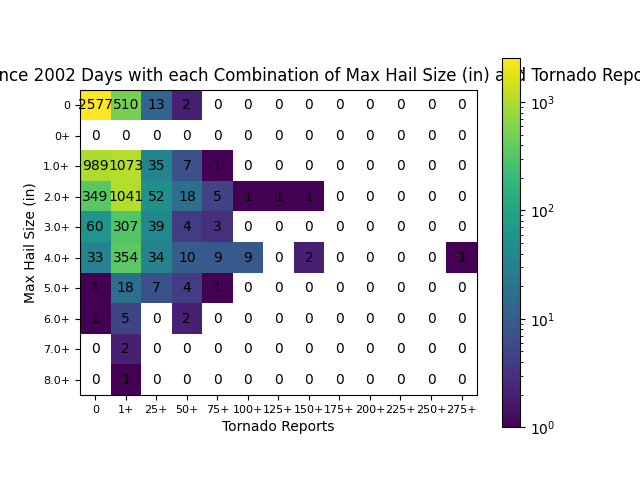 nce 2002 Days with each Combination of Max Hail Size (in) and Tornado Repo
0 2577 510 13 2 0 0 0 0 0 0 0 0 0
0+ 0 0 0 0 0 0 0 0 0 0 0 0 0
1.0+ 989 1073 35 7 1 0 0 0 0 0 0 0 0
2.0+ 349 1041 52 18 5 1 1 1 0 0 0 0 0
3.0+ 60 307 39 4 3 0 0 0 0 0 0 0 0
4.0+ 33 354 34 10 9 9 0 2 0 0 0 0 1
5.0+ 1 18 7 4 1 0 0 0 0 0 0 0 0
6.0+ 1 5 0 2 0 0 0 0 0 0 0 0 0
7.0+ 0 2 0 0 0 0 0 0 0 0 0 0 0
8.0+ 0 1 0 0 0 0 0 0 0 0 0 0 0
0 1+ 25+ 50+ 75+ 100+ 125+ 150+ 175+ 200+ 225+ 250+ 275+
Tornado Reports
Max Hail Size (in)
10³
10²
10¹
10⁰